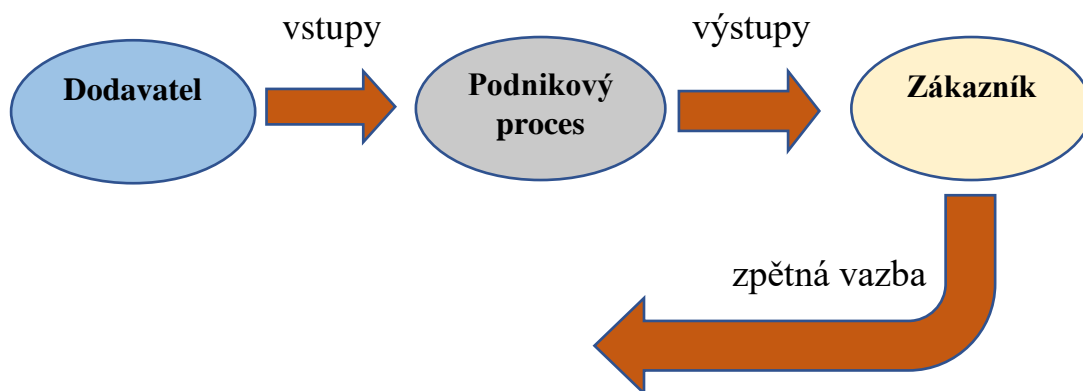 vstupy
výstupy
Dodavatel
Podnikový
proces
Zákazník
zpětná vazba